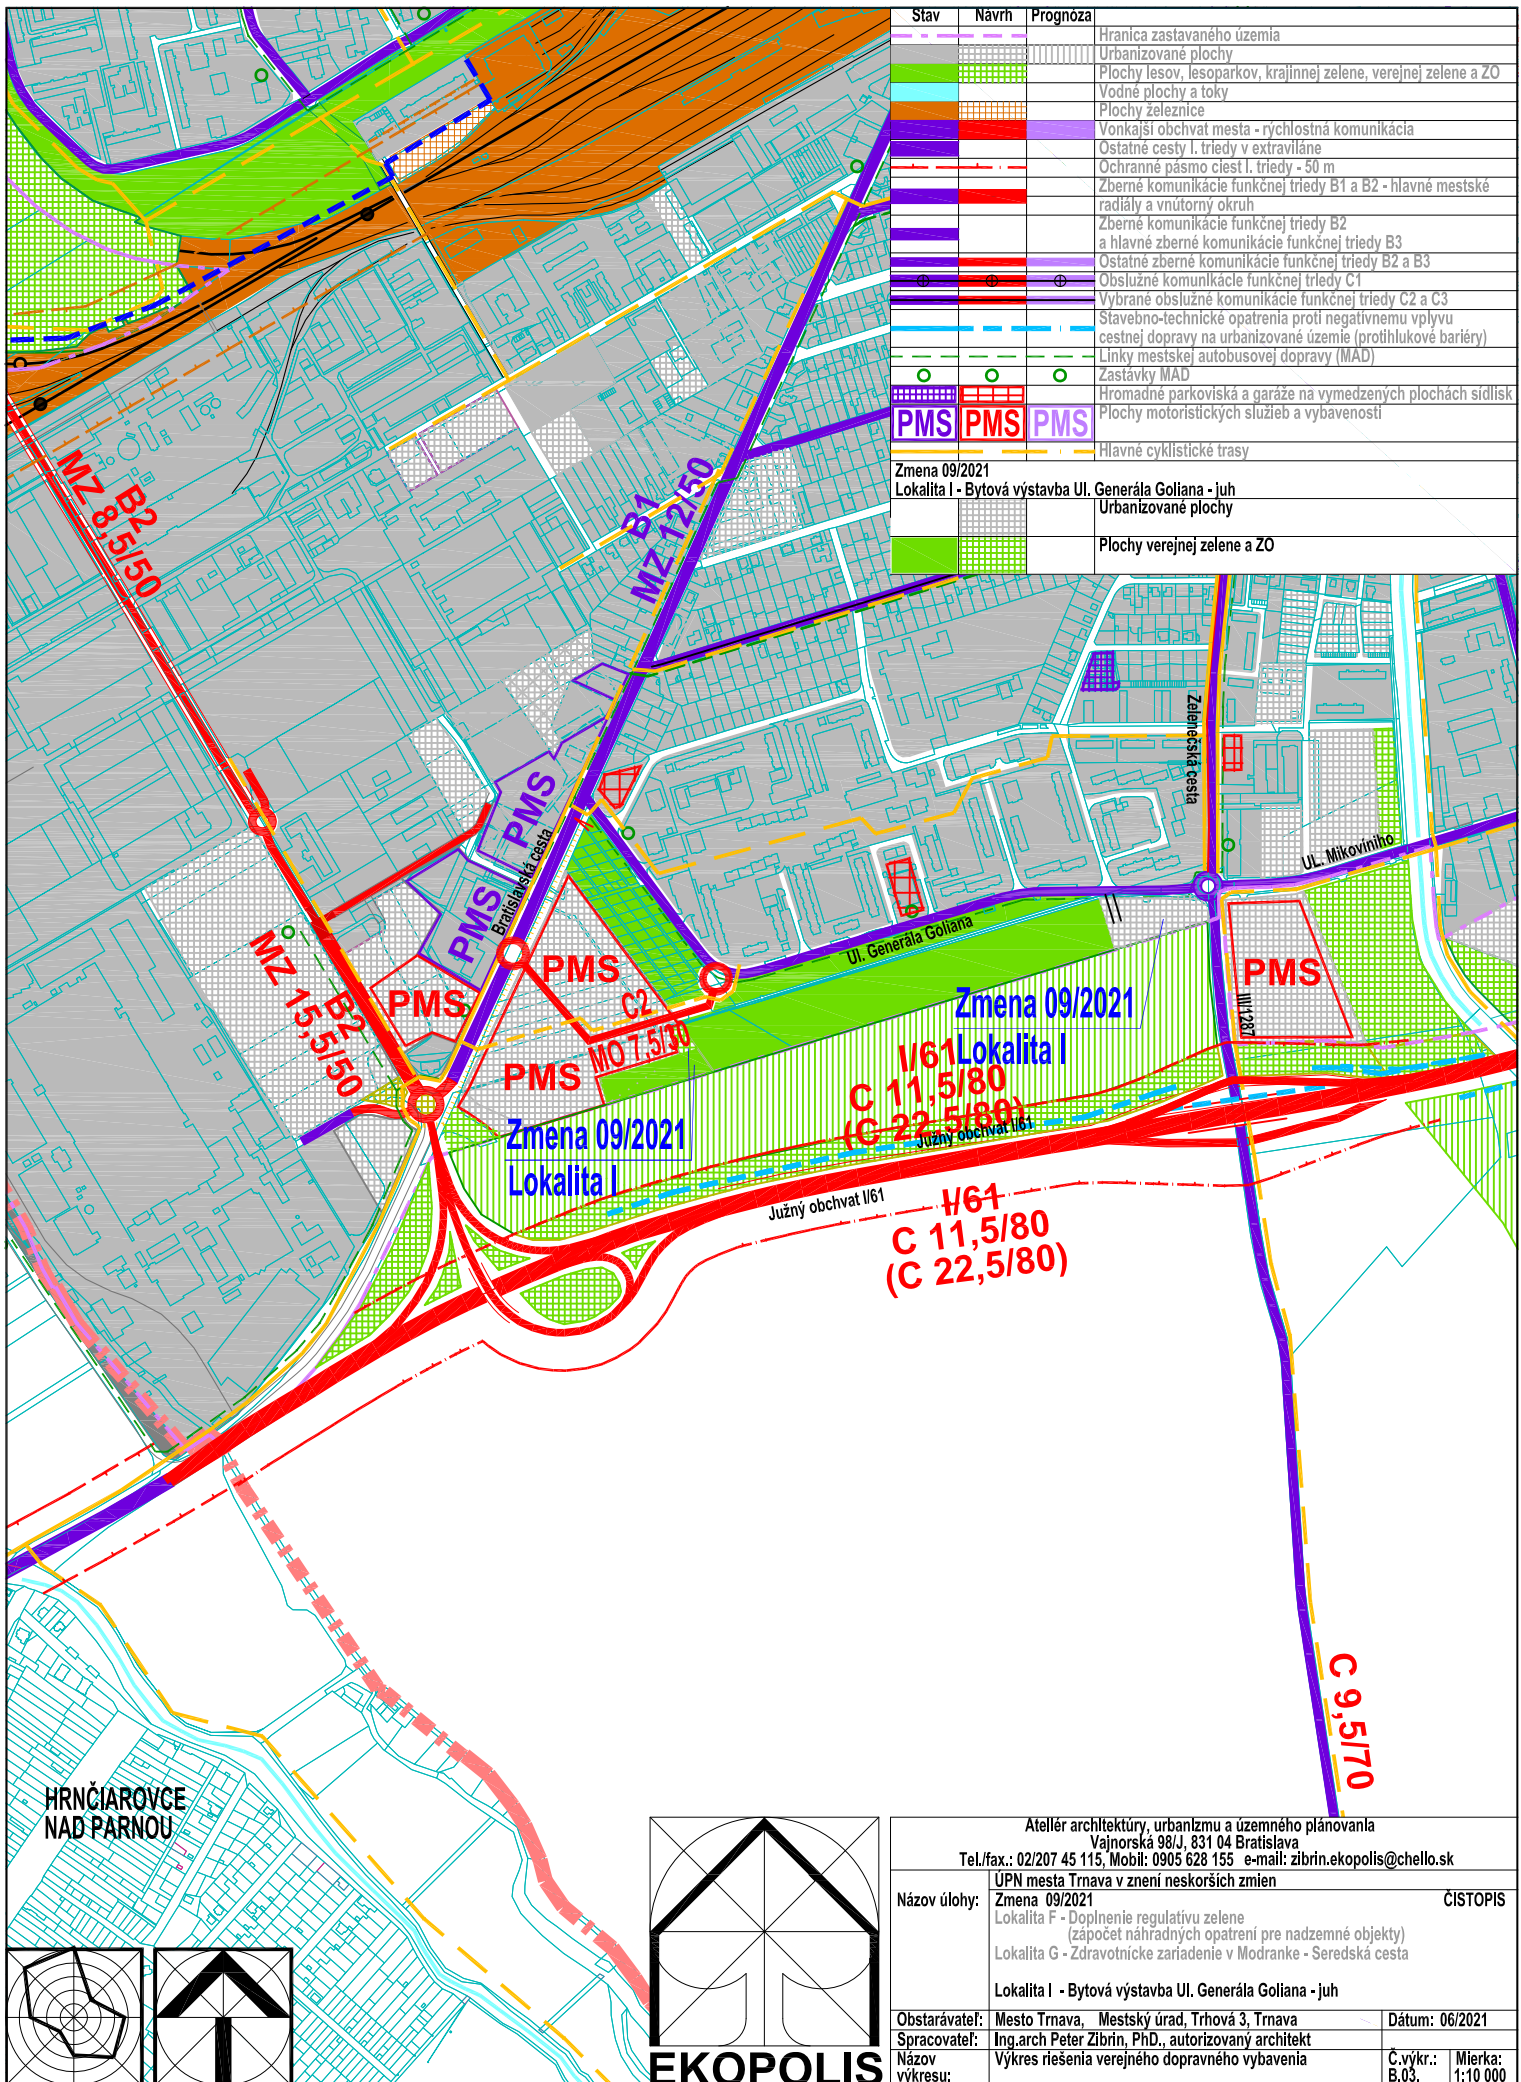 Stav Návrh Prognóza
Hranica zastavaného územia
Urbanizované plochy
Plochy lesov, lesoparkov, krajinnej zelene, verejnej zelene a ZO
Vodné plochy a toky
Plochy železnice
Vonkajší obchvat mesta - rýchlostná komunikácia
Ostatné cesty I. triedy v extraviláne
Ochranné pásmo ciest I. triedy - 50 m
Zberné komunikácie funkčnej triedy B1 a B2 - hlavné mestské
radiály a vnútorný okruh
Zberné komunikácie funkčnej triedy B2
a hlavné zberné komunikácie funkčnej triedy B3
Ostatné zberné komunikácie funkčnej triedy B2 a B3
Obslužné komunikácie funkčnej triedy C1
Vybrané obslužné komunikácie funkčnej triedy C2 a C3
Stavebno-technické opatrenia proti negatívnemu vplyvu
cestnej dopravy na urbanizované územie (protihlukové bariéry)
Linky mestskej autobusovej dopravy (MAD)
Zastávky MAD
Hromadné parkoviská a garáže na vymedzených plochách sídlisk
PMS PMS PMS Plochy motoristických služieb a vybavenosti
Hlavné cyklistické trasy
Zmena 09/2021
Lokalita I - Bytová výstavba Ul. Generála Goliana - juh
Urbanizované plochy
Plochy verejnej zelene a ZO
B2
MZ 8,5/50
B1
MZ 12/50
Zelenečská cesta
PMS
Bratislavská cesta
PMS
UL. Mikovíniho
Ul. Generála Goliana
B2
MZ 15,5/50
PMS
PMS
C2
MO 7,5/30
PMS
PMS
III/1287
Zmena 09/2021
Lokalita I
I/61
C 11,5/80
(C 22,5/80)
Južný obchvat I/61
Zmena 09/2021
Lokalita I
Južný obchvat I/61
I/61
C 11,5/80
(C 22,5/80)
C 9,5/70
HRNČIAROVCE
NAD PARNOU
EKOPOLIS
Ateliér architektúry, urbanizmu a územného plánovania
Vajnorská 98/J, 831 04 Bratislava
Tel./fax.: 02/207 45 115, Mobil: 0905 628 155 e-mail: zibrin.ekopolis@chello.sk
Názov úlohy:
ÚPN mesta Trnava v znení neskorších zmien
Zmena 09/2021 ČISTOPIS
Lokalita F - Doplnenie regulatívu zelene
(zápočet náhradných opatrení pre nadzemné objekty)
Lokalita G - Zdravotnícke zariadenie v Modranke - Seredská cesta
Lokalita I - Bytová výstavba Ul. Generála Goliana - juh
Obstarávateľ: Mesto Trnava, Mestský úrad, Trhová 3, Trnava Dátum: 06/2021
Spracovateľ: Ing.arch Peter Zibrin, PhD., autorizovaný architekt
Názov
výkresu:
Výkres riešenia verejného dopravného vybavenia
Č.výkr.:
B.03.
Mierka:
1:10 000